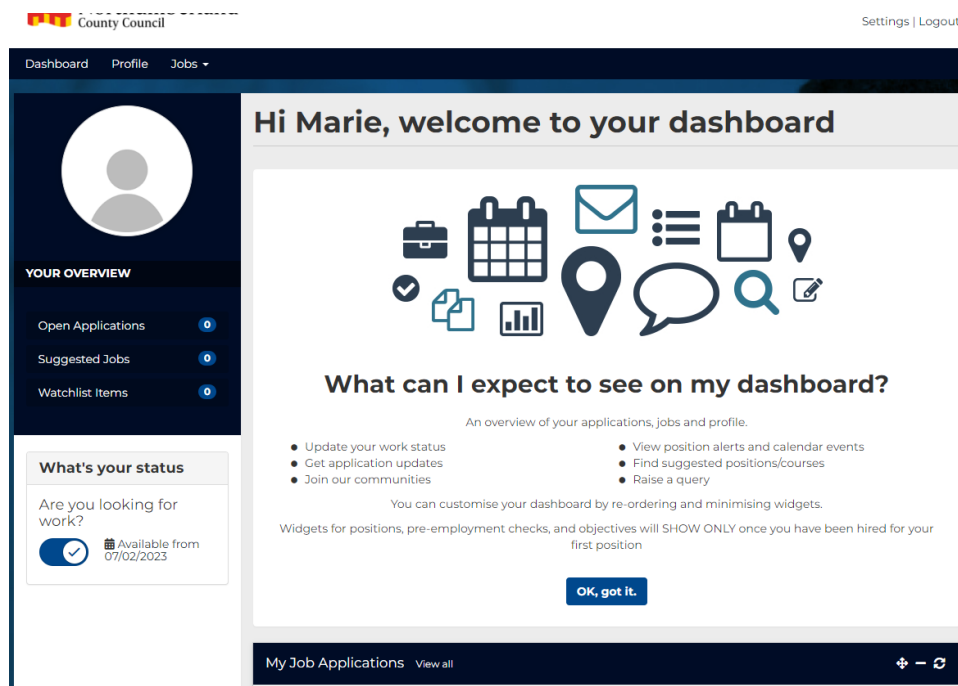 County Council
Settings | Logout
Dashboard Profile Jobs
Hi Marie, welcome to your dashboard
YOUR OVERVIEW
Open Applications 0
Suggested Jobs 0
Watchlist Items 0
What's your status
Are you looking for
work?
Available from
07/02/2023
What can I expect to see on my dashboard?
An overview of your applications, jobs and profile.
● Update your work status
● Get application updates
● Join our communities
● View position alerts and calendar events
● Find suggested positions/courses
● Raise a query
You can customise your dashboard by re-ordering and minimising widgets.
Widgets for positions, pre-employment checks, and objectives will SHOW ONLY once you have been hired for your
first position
OK, got it.
My Job Applications View all